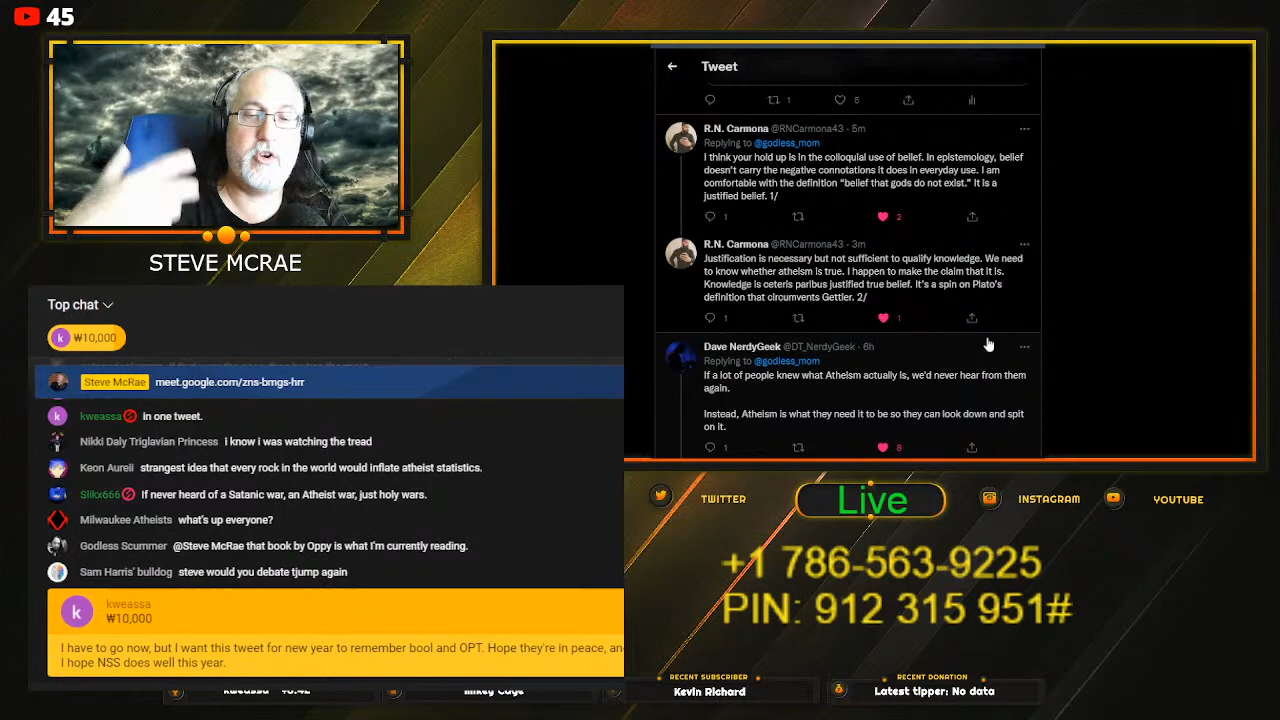 45
STEVE MCRAE
Top chat
k ₩10,000
Steve McRae meet.google.com/zns-bmgs-hrr
kweassa in one tweet.
Nikki Daly Triglavian Princess i know i was watching the tread
Keon Aureli strangest idea that every rock in the world would inflate atheist statistics.
Slikx666 If never heard of a Satanic war, an Atheist war, just holy wars.
Milwaukee Atheists what's up everyone?
Godless Scummer @Steve McRae that book by Oppy is what I'm currently reading.
Sam Harris' bulldog steve would you debate tjump again
k
kweassa
₩10,000
I have to go now, but I want this tweet for new year to remember bool and OPT. Hope they're in peace, an
I hope NSS does well this year.
Tweet
1 5
R.N. Carmona @RNCarmona43 · 5m
Replying to @godless_mom
I think your hold up is in the colloquial use of belief. In epistemology, belief
doesn't carry the negative connotations it does in everyday use. I am
comfortable with the definition “belief that gods do not exist.” It is a
justified belief. 1/
1 2
R.N. Carmona @RNCarmona43 · 3m
Justification is necessary but not sufficient to qualify knowledge. We need
to know whether atheism is true. I happen to make the claim that it is.
Knowledge is ceteris paribus justified true belief. It's a spin on Plato's
definition that circumvents Gettier. 2/
1 1
Dave NerdyGeek @DT_NerdyGeek · 6h
Replying to @godless_mom
If a lot of people knew what Atheism actually is, we'd never hear from them
again.
Instead, Atheism is what they need it to be so they can look down and spit
on it.
1 8
TWITTER
Live
INSTAGRAM
YOUTUBE
+1 786-563-9225
PIN: 912 315 951#
kweassa
Mikey Cage
RECENT SUBSCRIBER
Kevin Richard
RECENT DONATION
Latest tipper: No data